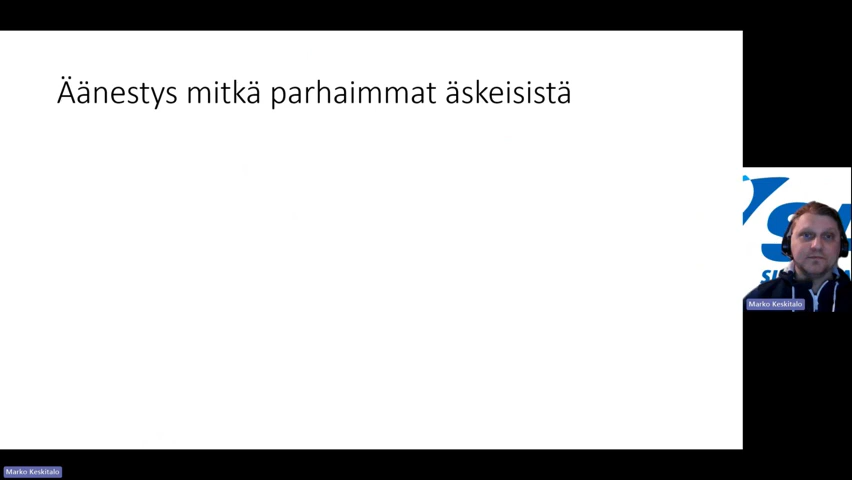 Äänestys mitkä parhaimmat äskeisistä
Marko Keskitalo
Marko Keskitalo